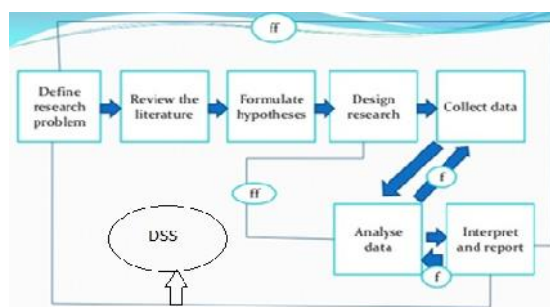 ff
Define
research
problem
Review the
literature
Formulate
hypotheses
Design
research
Collect data
f
ff
Analyse
data
Interpret
and report
f
DSS